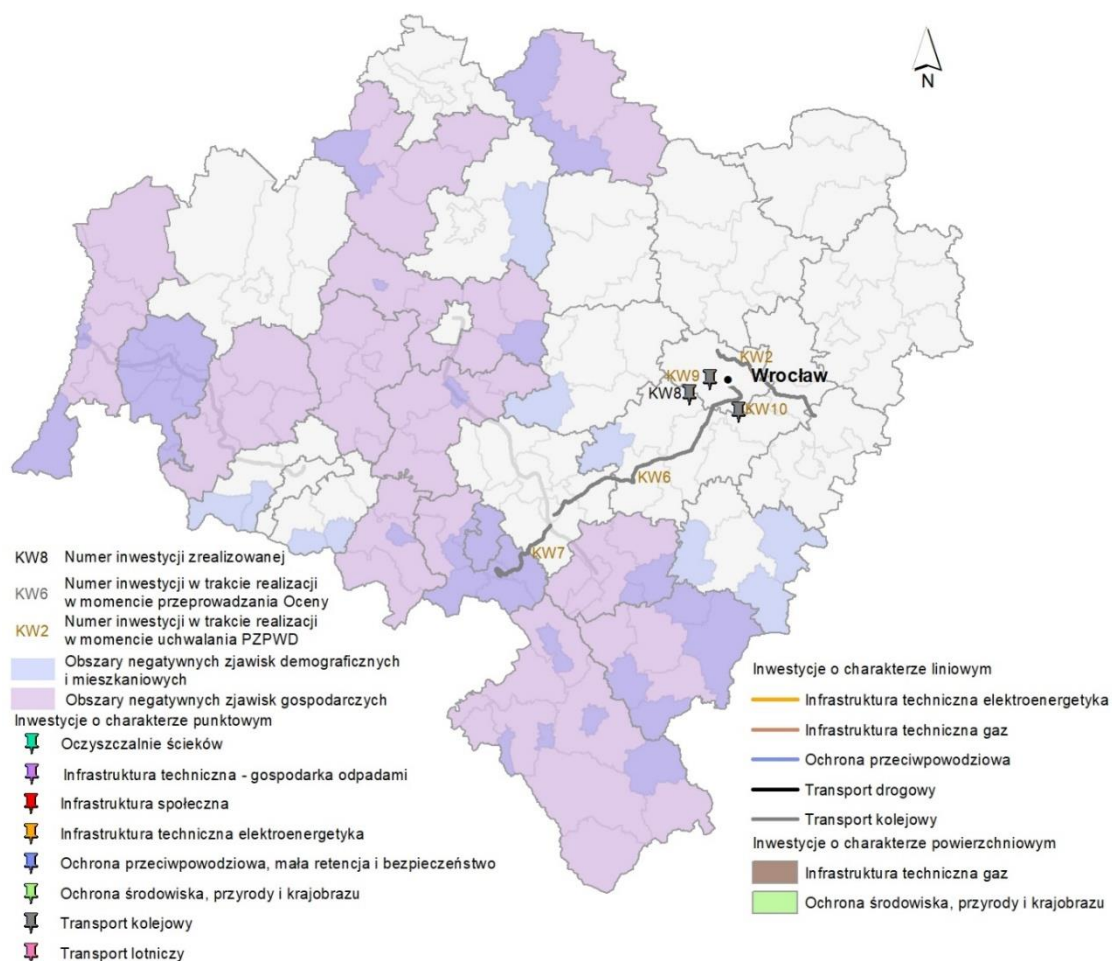 N
KW2
Wrocław
KW9
KW8
KW10
KW6
KW7
KW8 Numer inwestycji zrealizowanej
KW6 Numer inwestycji w trakcie realizacji
w momencie przeprowadzania Oceny
KW2 Numer inwestycji w trakcie realizacji
w momencie uchwalania PZPWD
Obszary negatywnych zjawisk demograficznych
i mieszkaniowych
Obszary negatywnych zjawisk gospodarczych
Inwestycje o charakterze punktowym
Oczyszczalnie ścieków
Infrastruktura techniczna - gospodarka odpadami
Infrastruktura społeczna
Infrastruktura techniczna elektroenergetyka
Ochrona przeciwpowodziowa, mała retencja i bezpieczeństwo
Ochrona środowiska, przyrody i krajobrazu
Transport kolejowy
Transport lotniczy
Inwestycje o charakterze liniowym
Infrastruktura techniczna elektroenergetyka
Infrastruktura techniczna gaz
Ochrona przeciwpowodziowa
Transport drogowy
Transport kolejowy
Inwestycje o charakterze powierzchniowym
Infrastruktura techniczna gaz
Ochrona środowiska, przyrody i krajobrazu